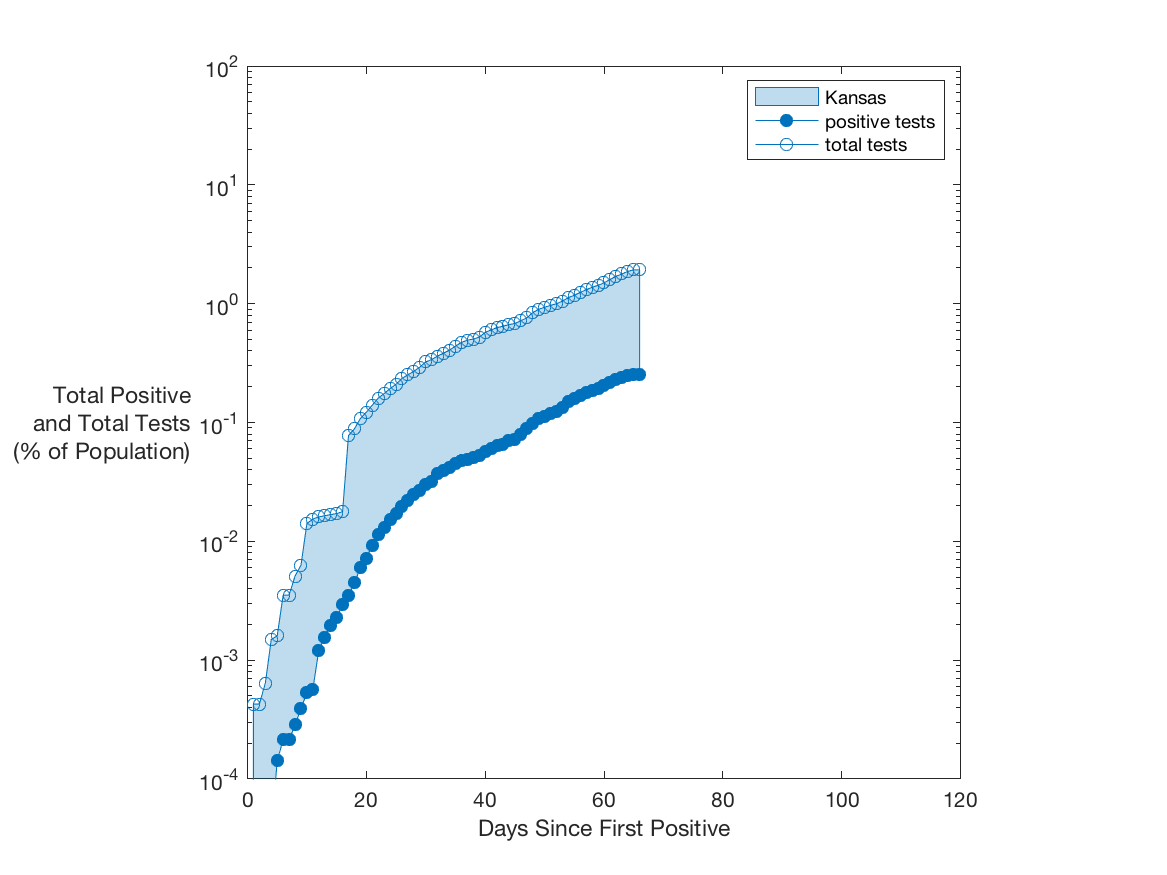 10^2
10^1
10^0
10^-1
10^-2
10^-3
10^-4
Total Positive
and Total Tests
(% of Population)
Kansas
positive tests
total tests
0 20 40 60 80 100 120
Days Since First Positive